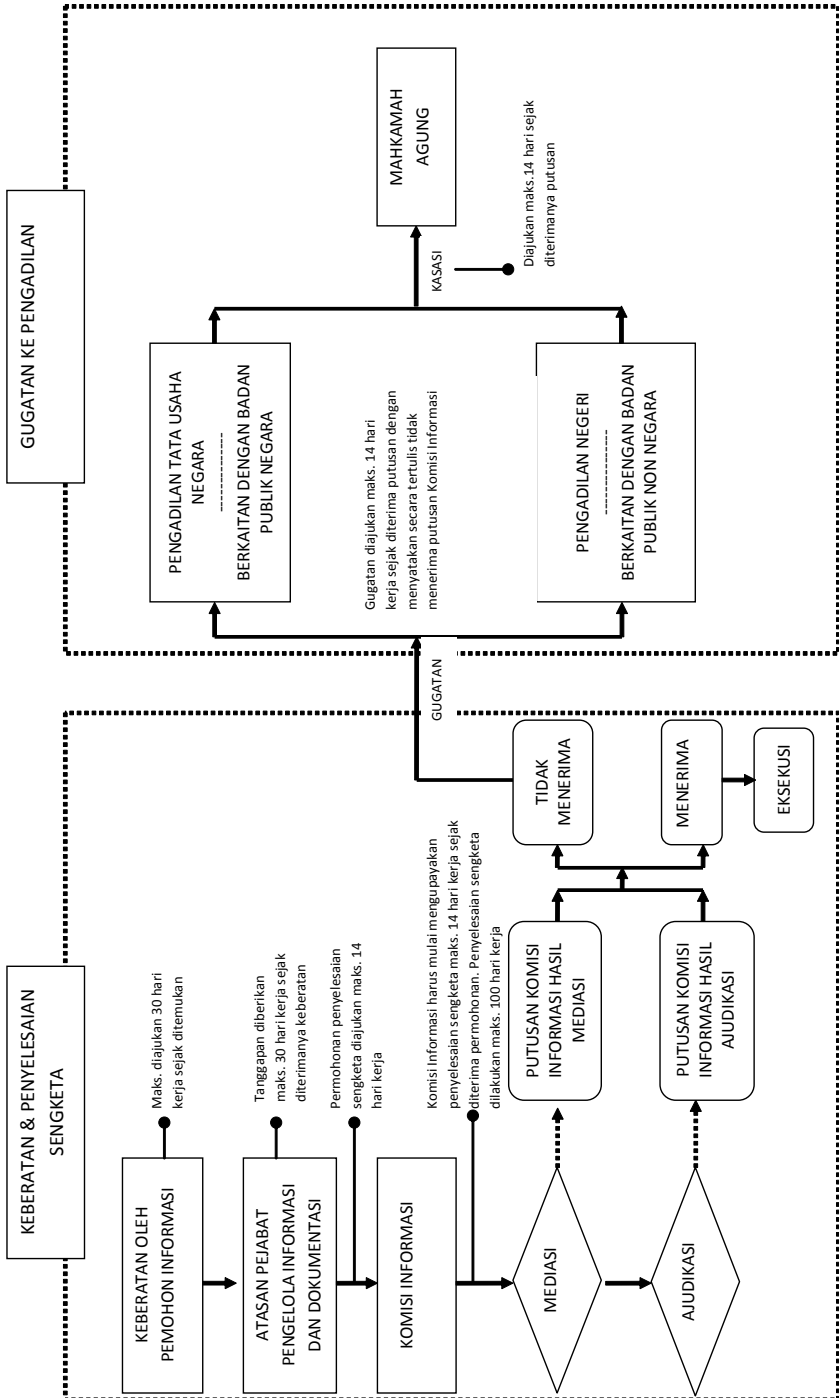 KEBERATAN & PENYELESAIAN
SENGKETA
KEBERATAN OLEH
PEMOHON INFORMASI
Maks. diajukan 30 hari
kerja sejak ditemukan
ATASAN PEJABAT
PENGELOLA INFORMASI
DAN DOKUMENTASI
Tanggapan diberikan
maks. 30 hari kerja sejak
diterimanya keberatan
Permohonan penyelesaian
sengketa diajukan maks. 14
hari kerja
KOMISI INFORMASI
Komisi Informasi harus mulai mengupayakan
penyelesaian sengketa maks. 14 hari kerja sejak
diterima permohonan. Penyelesaian sengketa
dilakukan maks. 100 hari kerja
MEDIASI
PUTUSAN KOMISI
INFORMASI HASIL
MEDIASI
TIDAK
MENERIMA
AJUDIKASI
PUTUSAN KOMISI
INFORMASI HASIL
AJUDIKASI
MENERIMA
EKSEKUSI
GUGATAN
GUGATAN KE PENGADILAN
PENGADILAN TATA USAHA
NEGARA
---------------
BERKAITAN DENGAN BADAN
PUBLIK NEGARA
Gugatan diajukan maks. 14 hari
kerja sejak diterima putusan dengan
menyatakan secara tertulis tidak
menerima putusan Komisi Informasi
PENGADILAN NEGERI
---------------
BERKAITAN DENGAN BADAN
PUBLIK NON NEGARA
KASASI
MAHKAMAH
AGUNG
Diajukan maks.14 hari sejak
diterimanya putusan